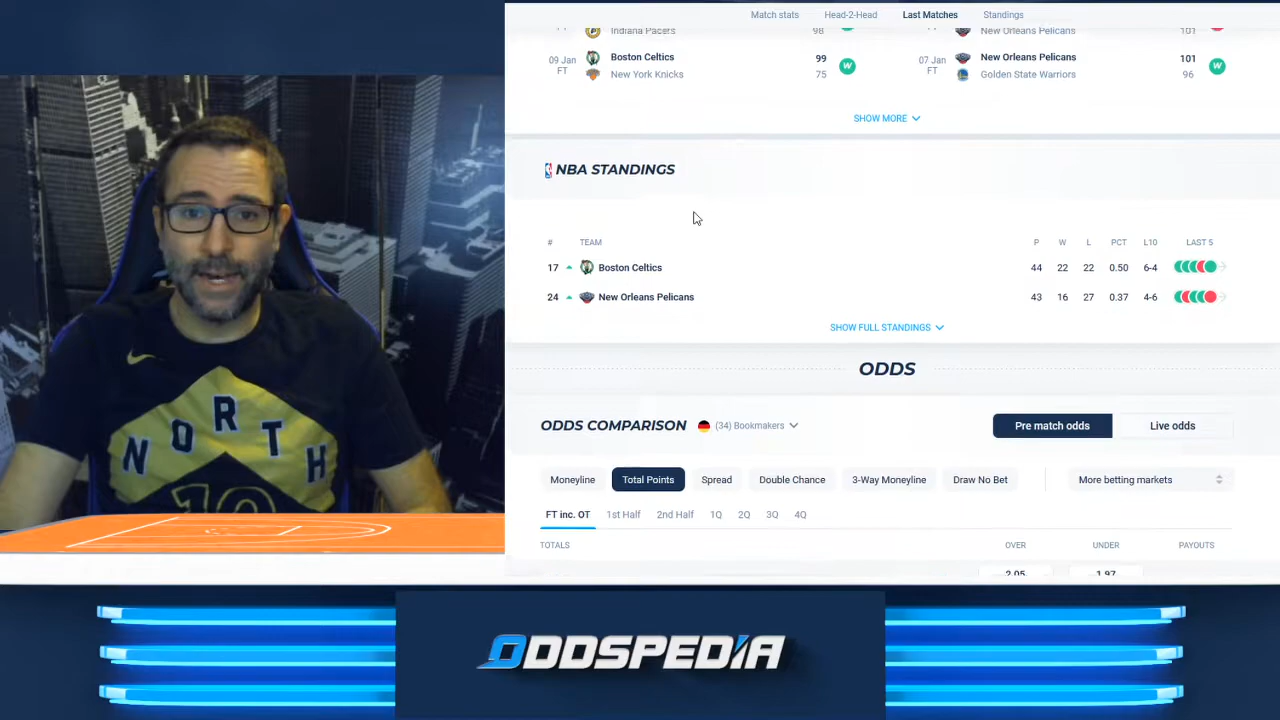 Match stats Head-2-Head Last Matches Standings
Indiana Pacers 98 New Orleans Pelicans 101
09 Jan FT Boston Celtics 99 W 07 Jan FT New Orleans Pelicans 101 W
New York Knicks 75 Golden State Warriors 96
SHOW MORE
NBA STANDINGS
# TEAM P W L PCT L10 LAST 5
17 Boston Celtics 44 22 22 0.50 6-4
24 New Orleans Pelicans 43 16 27 0.37 4-6
SHOW FULL STANDINGS
ODDS
ODDS COMPARISON (34) Bookmakers Pre match odds Live odds
Moneyline Total Points Spread Double Chance 3-Way Moneyline Draw No Bet More betting markets
FT inc. OT 1st Half 2nd Half 1Q 2Q 3Q 4Q
TOTALS OVER UNDER PAYOUTS
2.05 1.97
NORTH
ODDSPEDIA